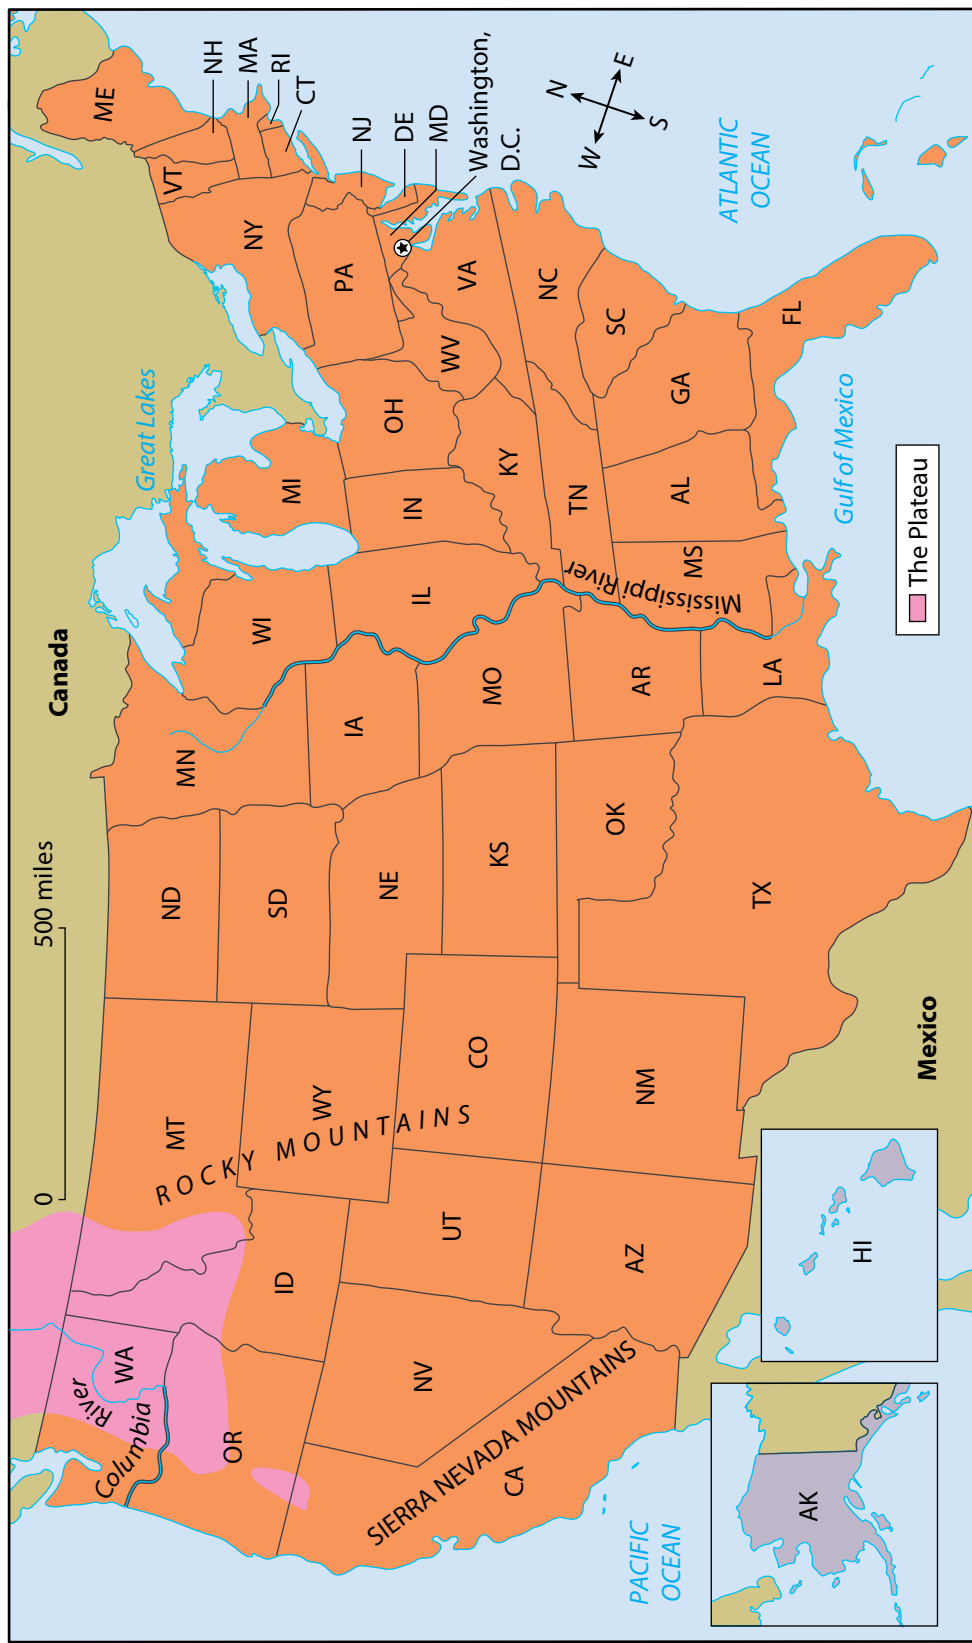 Canada
0
500 miles
Great Lakes
ME
NH
MA
RI
CT
VT
NY
NJ
DE
MD
Washington,
D.C.
PA
N
E
S
W
ATLANTIC
OCEAN
WA
Columbia
River
OR
ID
MT
ND
SD
MN
WI
MI
WY
ROCKY MOUNTAINS
NE
IA
IL
IN
OH
WV
VA
NV
UT
CO
KS
MO
KY
NC
TN
SC
SIERRA NEVADA MOUNTAINS
CA
AZ
NM
OK
AR
Mississippi River
MS
AL
GA
TX
LA
FL
PACIFIC
OCEAN
Gulf of Mexico
Mexico
AK
HI
The Plateau